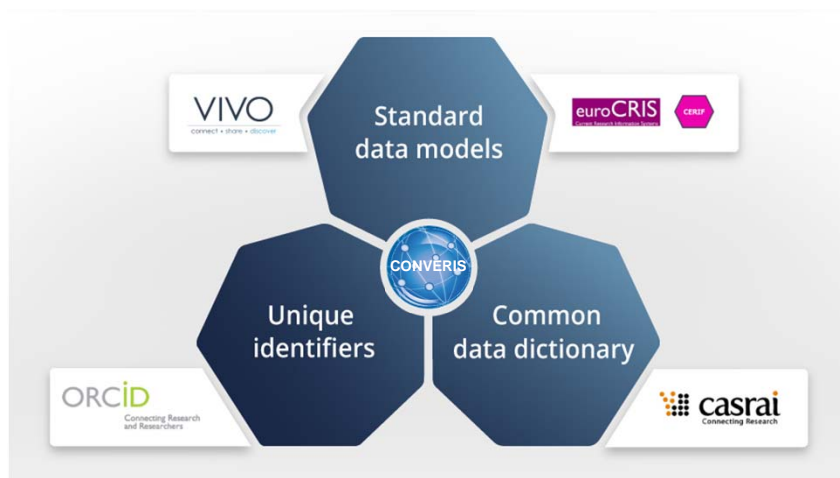 VIVO
connect • share • discover
Standard
data models
euroCRIS
Current Research Information Systems
CERIF
CONVERIS
Unique
identifiers
Common
data dictionary
ORCiD
Connecting Research
and Researchers
casrai
Connecting Research